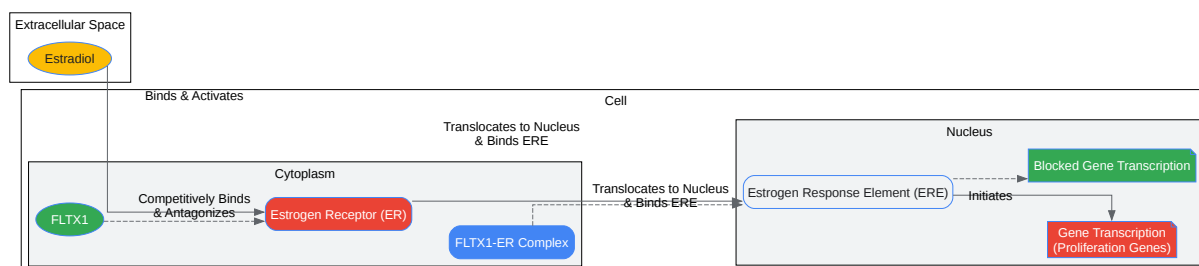 Extracellular Space
Estradiol
Binds & Activates
Cell
Translocates to Nucleus
& Binds ERE
Nucleus
Blocked Gene Transcription
Cytoplasm
Competitively Binds
& Antagonizes
FLTX1
Estrogen Receptor (ER)
FLTX1-ER Complex
Translocates to Nucleus
& Binds ERE
Estrogen Response Element (ERE)
Initiates
Gene Transcription
(Proliferation Genes)